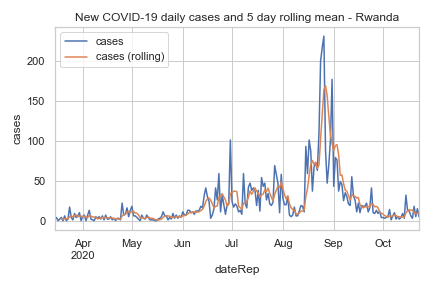 New COVID-19 daily cases and 5 day rolling mean - Rwanda
cases
cases (rolling)
200
150
100
50
0
cases
Apr
2020
May
Jun
Jul
Aug
Sep
Oct
dateRep